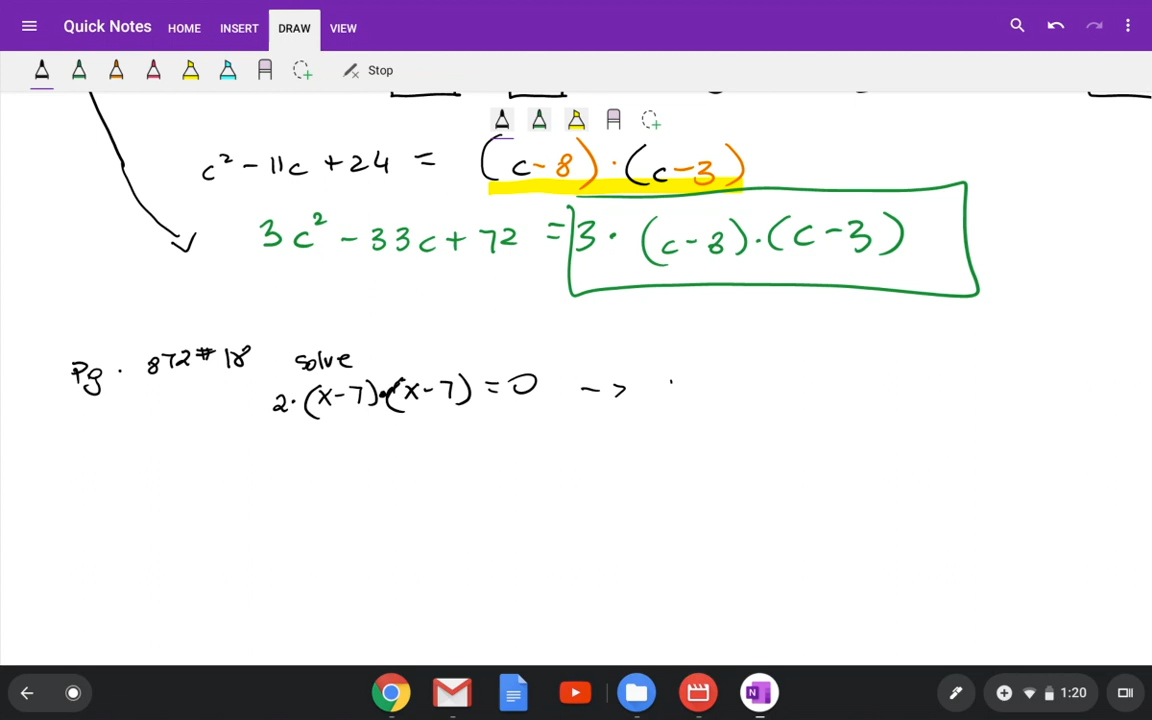 Quick Notes HOME INSERT DRAW VIEW
Stop
c² - 11c + 24 = (c-8) · (c-3)
3c² - 33c + 72 = 3 · (c-8) · (c-3)
Pg. 872 # 18 solve
2 · (x-7) · (x-7) = 0 ->
1:20